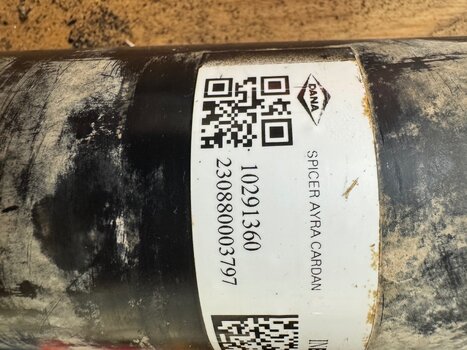 DANA
SPICER AYRA CARDAN
10291360
230880003797